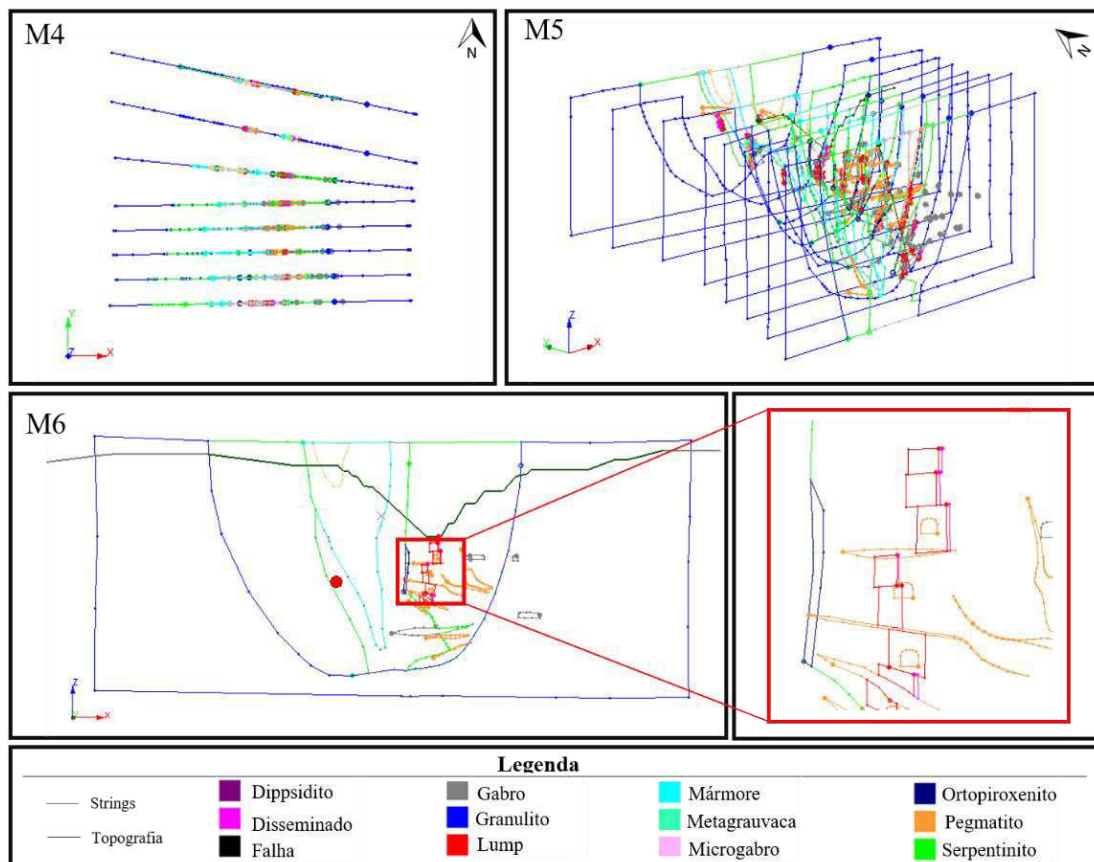 M4
N
Y
Z
X
M5
N
Z
Y
X
M6
Z
Y
X
Legenda
Strings
Topografia
Dippsidito
Disseminado
Falha
Gabro
Granulito
Lump
Mármore
Metagrauvaca
Microgabro
Ortopiroxenito
Pegmatito
Serpentinito